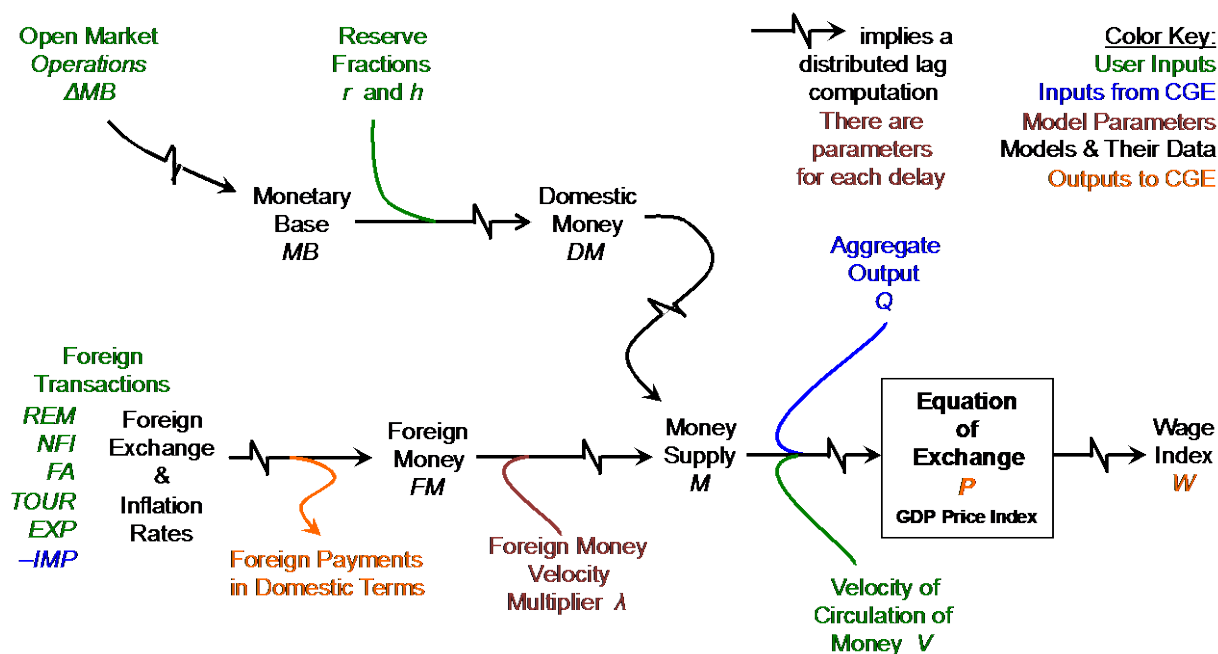 Open Market
Operations
ΔMB
Reserve
Fractions
r and h
implies a
distributed lag
computation
There are
parameters
for each delay
Color Key:
User Inputs
Inputs from CGE
Model Parameters
Models & Their Data
Outputs to CGE
Monetary
Base
MB
Domestic
Money
DM
Aggregate
Output
Q
Foreign
Transactions
REM
NFI
FA
TOUR
EXP
–IMP
Foreign
Exchange
&
Inflation
Rates
Foreign Payments
in Domestic Terms
Foreign
Money
FM
Foreign Money
Velocity
Multiplier λ
Money
Supply
M
Velocity of
Circulation of
Money V
Equation
of
Exchange
P
GDP Price Index
Wage
Index
W